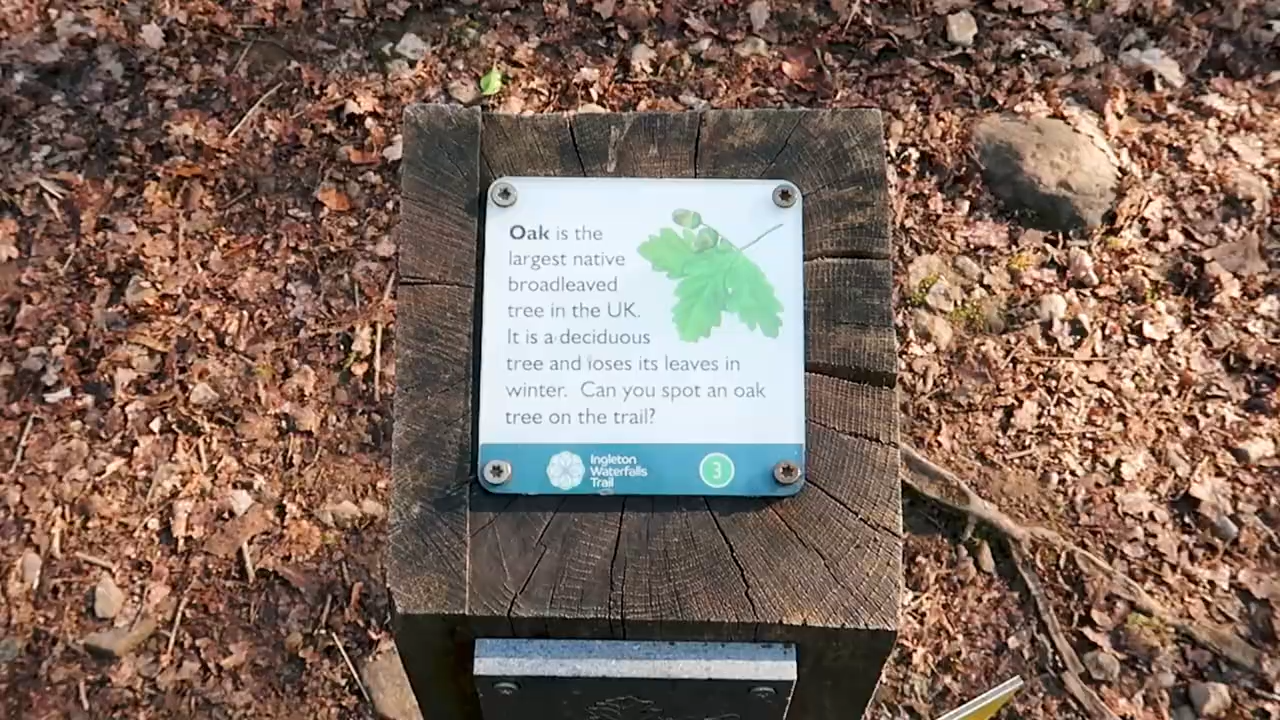 Oak is the
largest native
broadleaved
tree in the UK.
It is a deciduous
tree and loses its leaves in
winter. Can you spot an oak
tree on the trail?
Ingleton
Waterfalls
Trail
3